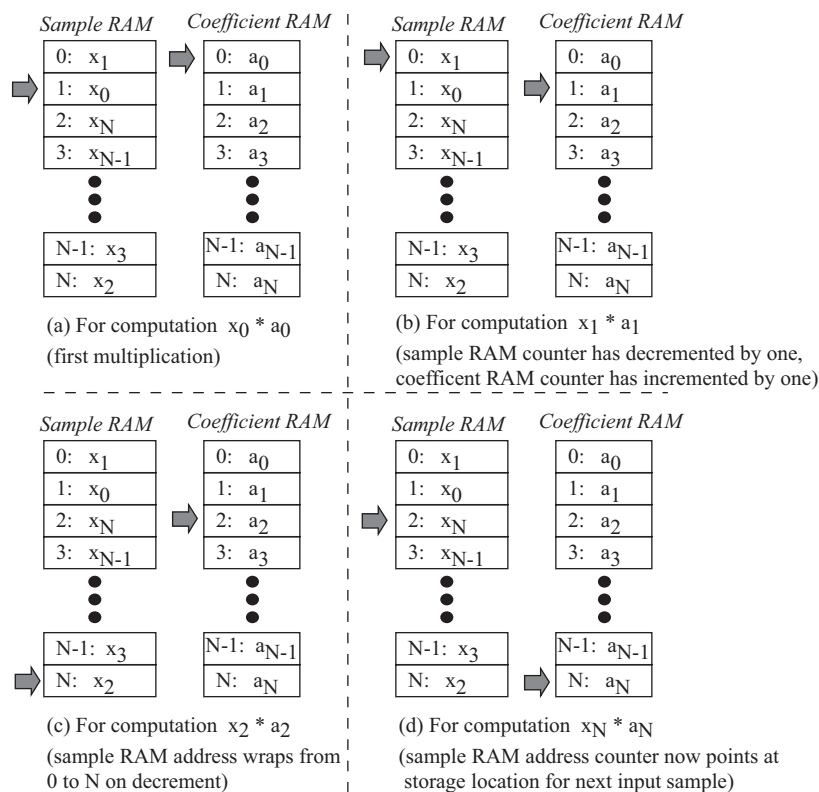 Sample RAM
Coefficient RAM
0: x1
1: x0
2: xN
3: xN-1
N-1: x3
N: x2
0: a0
1: a1
2: a2
3: a3
N-1: aN-1
N: aN
(a) For computation x0 * a0
(first multiplication)
Sample RAM
Coefficient RAM
0: x1
1: x0
2: xN
3: xN-1
N-1: x3
N: x2
0: a0
1: a1
2: a2
3: a3
N-1: aN-1
N: aN
(b) For computation x1 * a1
(sample RAM counter has decremented by one,
coefficent RAM counter has incremented by one)
Sample RAM
Coefficient RAM
0: x1
1: x0
2: xN
3: xN-1
N-1: x3
N: x2
0: a0
1: a1
2: a2
3: a3
N-1: aN-1
N: aN
(c) For computation x2 * a2
(sample RAM address wraps from
0 to N on decrement)
Sample RAM
Coefficient RAM
0: x1
1: x0
2: xN
3: xN-1
N-1: x3
N: x2
0: a0
1: a1
2: a2
3: a3
N-1: aN-1
N: aN
(d) For computation xN * aN
(sample RAM address counter now points at
storage location for next input sample)